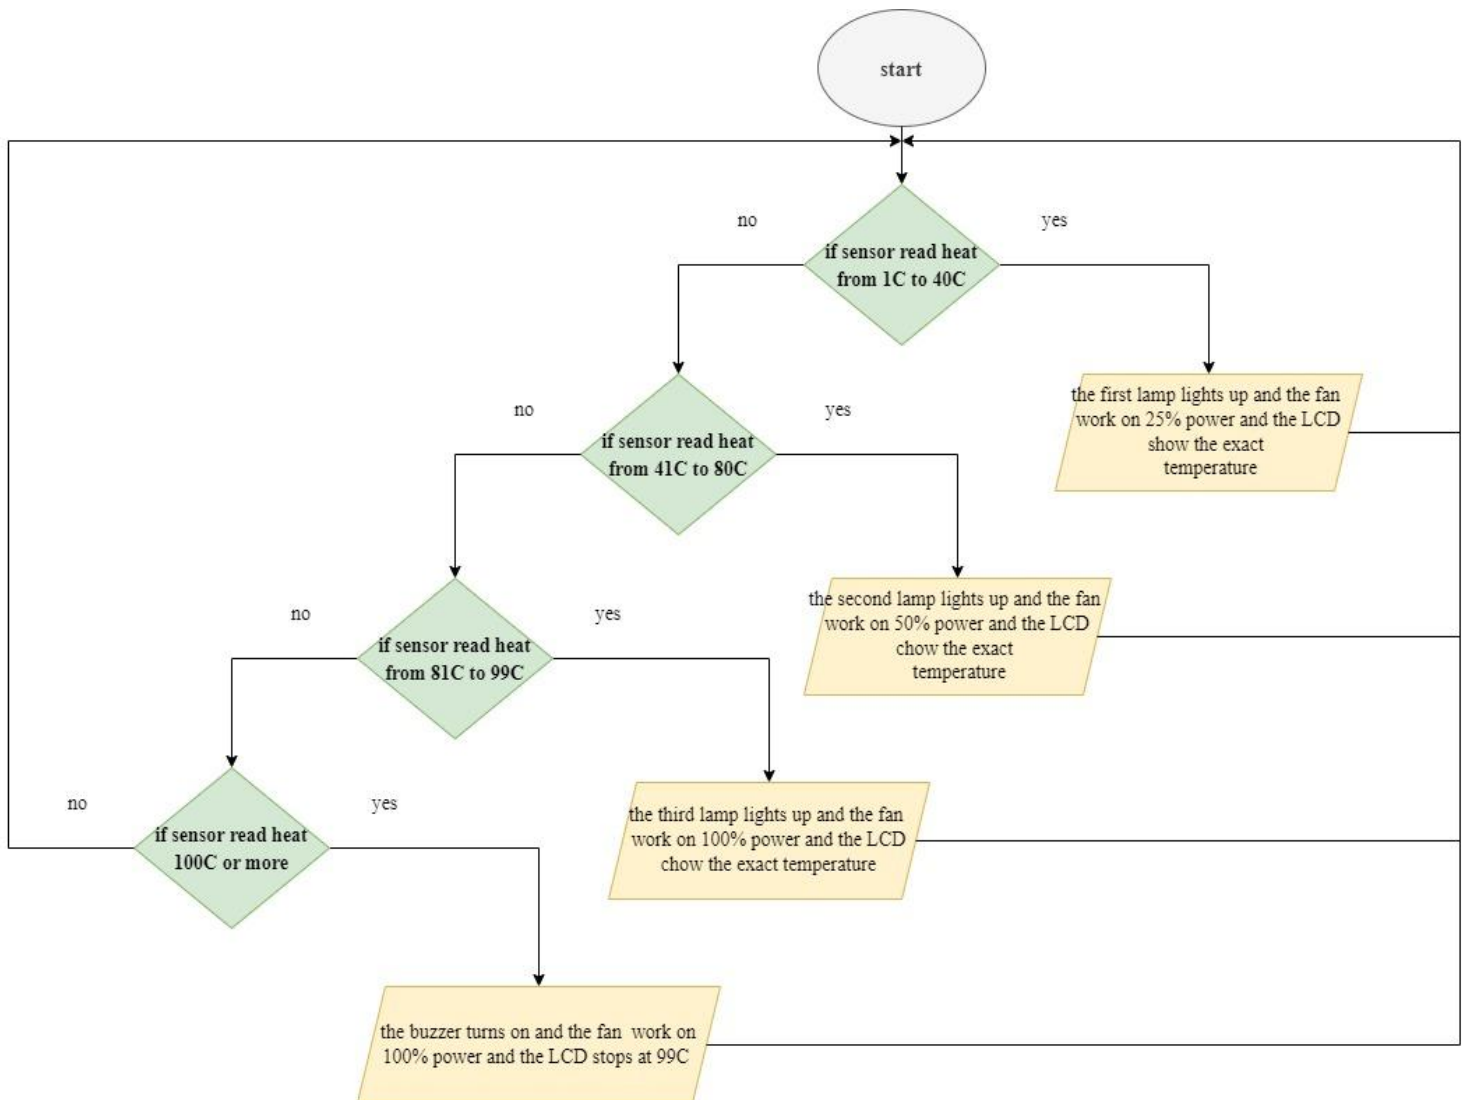 start
no
yes
if sensor read heat
from 1C to 40C
the first lamp lights up and the fan
work on 25% power and the LCD
show the exact
temperature
no
yes
if sensor read heat
from 41C to 80C
the second lamp lights up and the fan
work on 50% power and the LCD
chow the exact
temperature
no
yes
if sensor read heat
from 81C to 99C
the third lamp lights up and the fan
work on 100% power and the LCD
chow the exact temperature
no
yes
if sensor read heat
100C or more
the buzzer turns on and the fan work on
100% power and the LCD stops at 99C